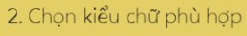 2. Chọn kiểu chữ phù hợp